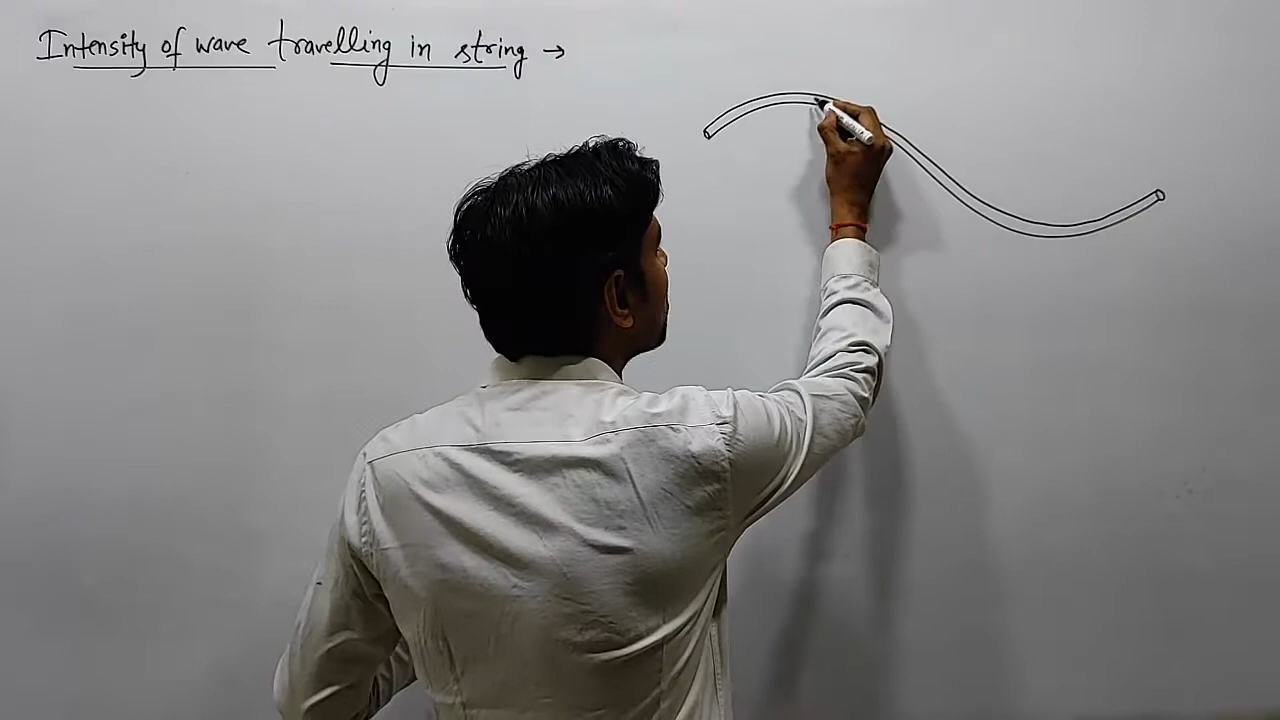 Intensity of wave travelling in string →